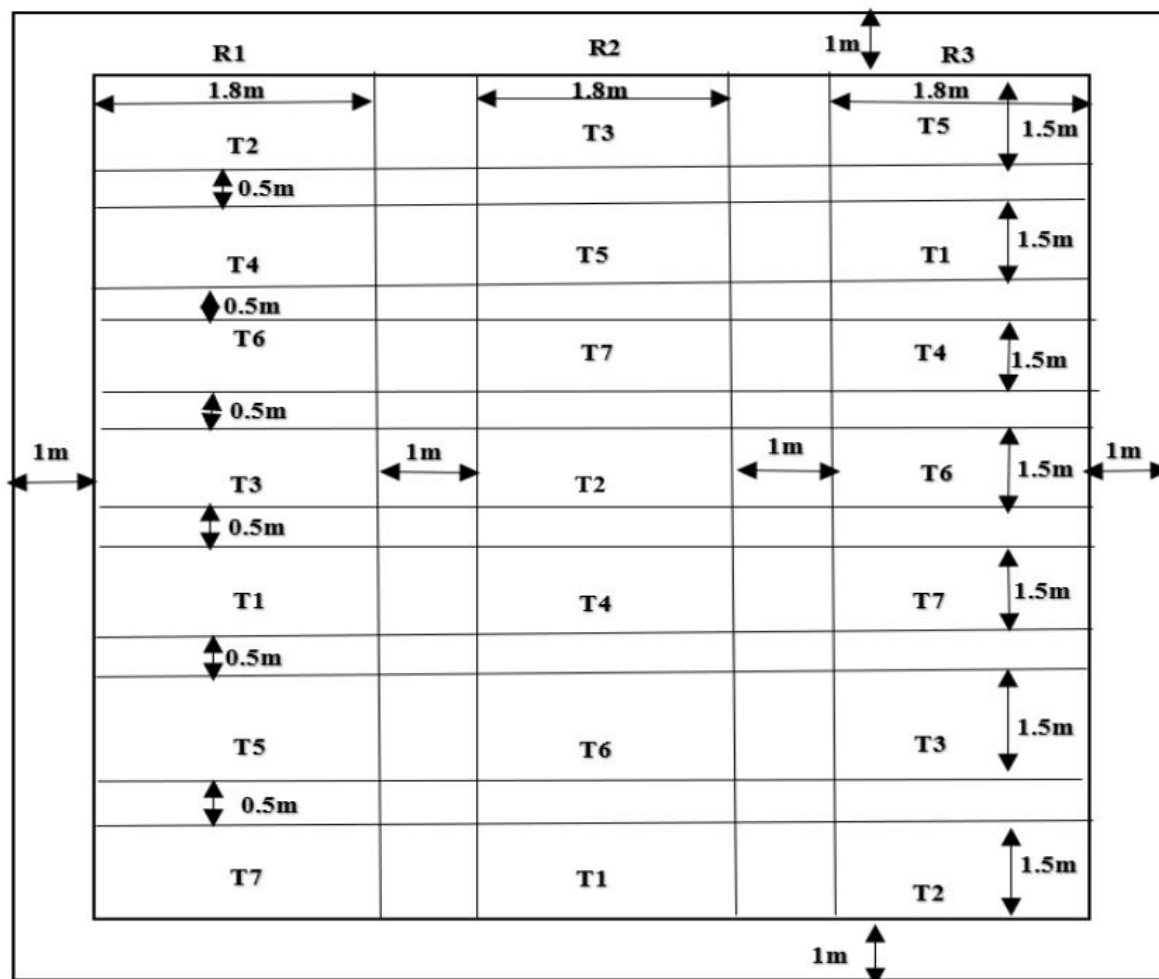 R1 R2 1m R3
1.8m 1.8m 1.8m
T2 T3 T5 1.5m
0.5m
T4 T5 T1 1.5m
0.5m
T6 T7 T4 1.5m
0.5m
1m 1m 1m 1m
T3 T2 T6 1.5m
0.5m
T1 T4 T7 1.5m
0.5m
T5 T6 T3 1.5m
0.5m
T7 T1 T2 1.5m
1m